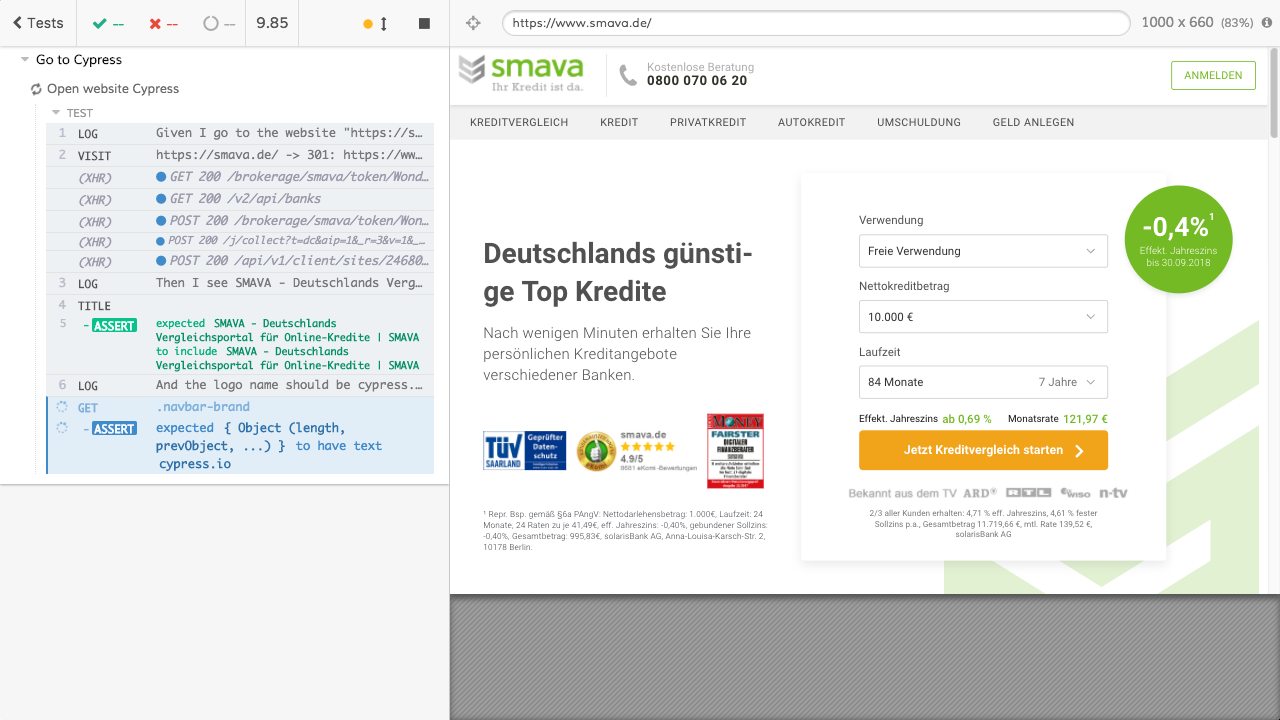 Tests
--
--
--
9.85
https://www.smava.de/
1000 x 660 (83%)
Go to Cypress
Open website Cypress
TEST
1 LOG Given I go to the website "https://s…
2 VISIT https://smava.de/ -> 301: https://ww…
(XHR) GET 200 /brokerage/smava/token/Wond…
(XHR) GET 200 /v2/api/banks
(XHR) POST 200 /brokerage/smava/token/Won…
(XHR) POST 200 /j/collect?t=dc&aip=1&_r=3&v=1&_…
(XHR) POST 200 /api/v1/client/sites/24680…
3 LOG Then I see SMAVA - Deutschlands Verg…
4 TITLE
5 - ASSERT expected SMAVA - Deutschlands
Vergleichsportal für Online-Kredite | SMAVA
to include SMAVA - Deutschlands
Vergleichsportal für Online-Kredite | SMAVA
6 LOG And the logo name should be cypress.…
GET .navbar-brand
- ASSERT expected { Object (length,
prevObject, ...) } to have text
cypress.io
smava
Ihr Kredit ist da.
Kostenlose Beratung
0800 070 06 20
ANMELDEN
KREDITVERGLEICH KREDIT PRIVATKREDIT AUTOKREDIT UMSCHULDUNG GELD ANLEGEN
Deutschlands günsti-
ge Top Kredite
Nach wenigen Minuten erhalten Sie Ihre
persönlichen Kreditangebote
verschiedener Banken.
TÜV
SAARLAND
Geprüfter
Daten-
schutz
eKomi
smava.de
4.9/5
6681 eKomi -Bewertungen
MONEY
FAIRSTER
DIGITALER
FINANZBERATER
¹ Repr. Bsp. gemäß §6a PAngV: Nettodarlehensbetrag: 1.000€, Laufzeit: 24
Monate, 24 Raten zu je 41,49€, eff. Jahreszins: -0,40%, gebundener Sollzins:
-0,40%, Gesamtbetrag: 995,83€, solarisBank AG, Anna-Louisa-Karsch-Str. 2,
10178 Berlin.
Verwendung
Freie Verwendung
Nettokreditbetrag
10.000 €
Laufzeit
84 Monate 7 Jahre
Effekt. Jahreszins ab 0,69 % Monatsrate 121,97 €
Jetzt Kreditvergleich starten
Bekannt aus dem TV ARD RTL WISO n-tv
2/3 aller Kunden erhalten: 4,71 % eff. Jahreszins, 4,61 % fester
Sollzins p.a., Gesamtbetrag 11.719,66 €, mtl. Rate 139,52 €,
solarisBank AG
-0,4%¹
Effekt. Jahreszins
bis 30.09.2018